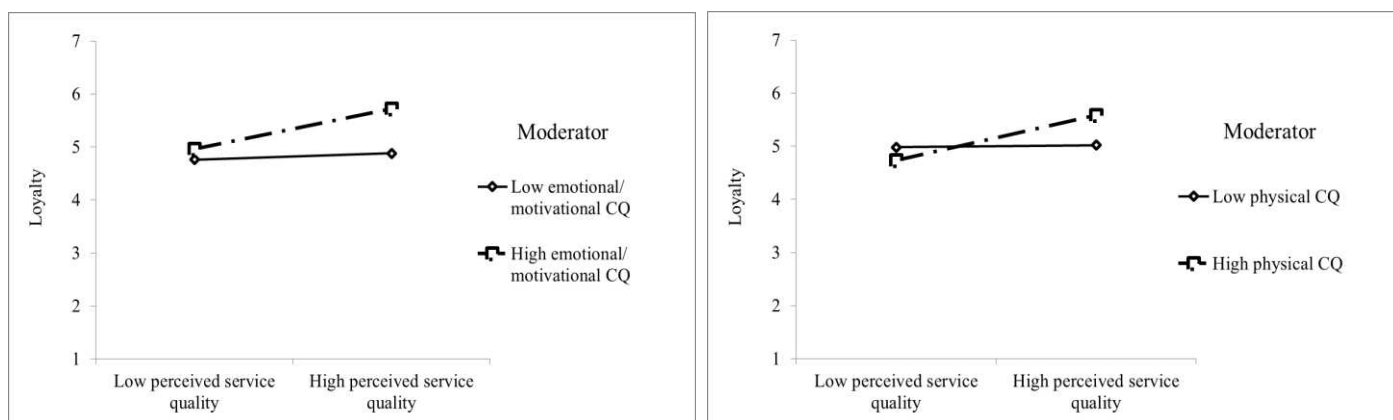 7
6
5
4
3
2
1
Loyalty
Low perceived service
quality
High perceived service
quality
Moderator
Low emotional/
motivational CQ
High emotional/
motivational CQ
7
6
5
4
3
2
1
Loyalty
Low perceived service
quality
High perceived service
quality
Moderator
Low physical CQ
High physical CQ